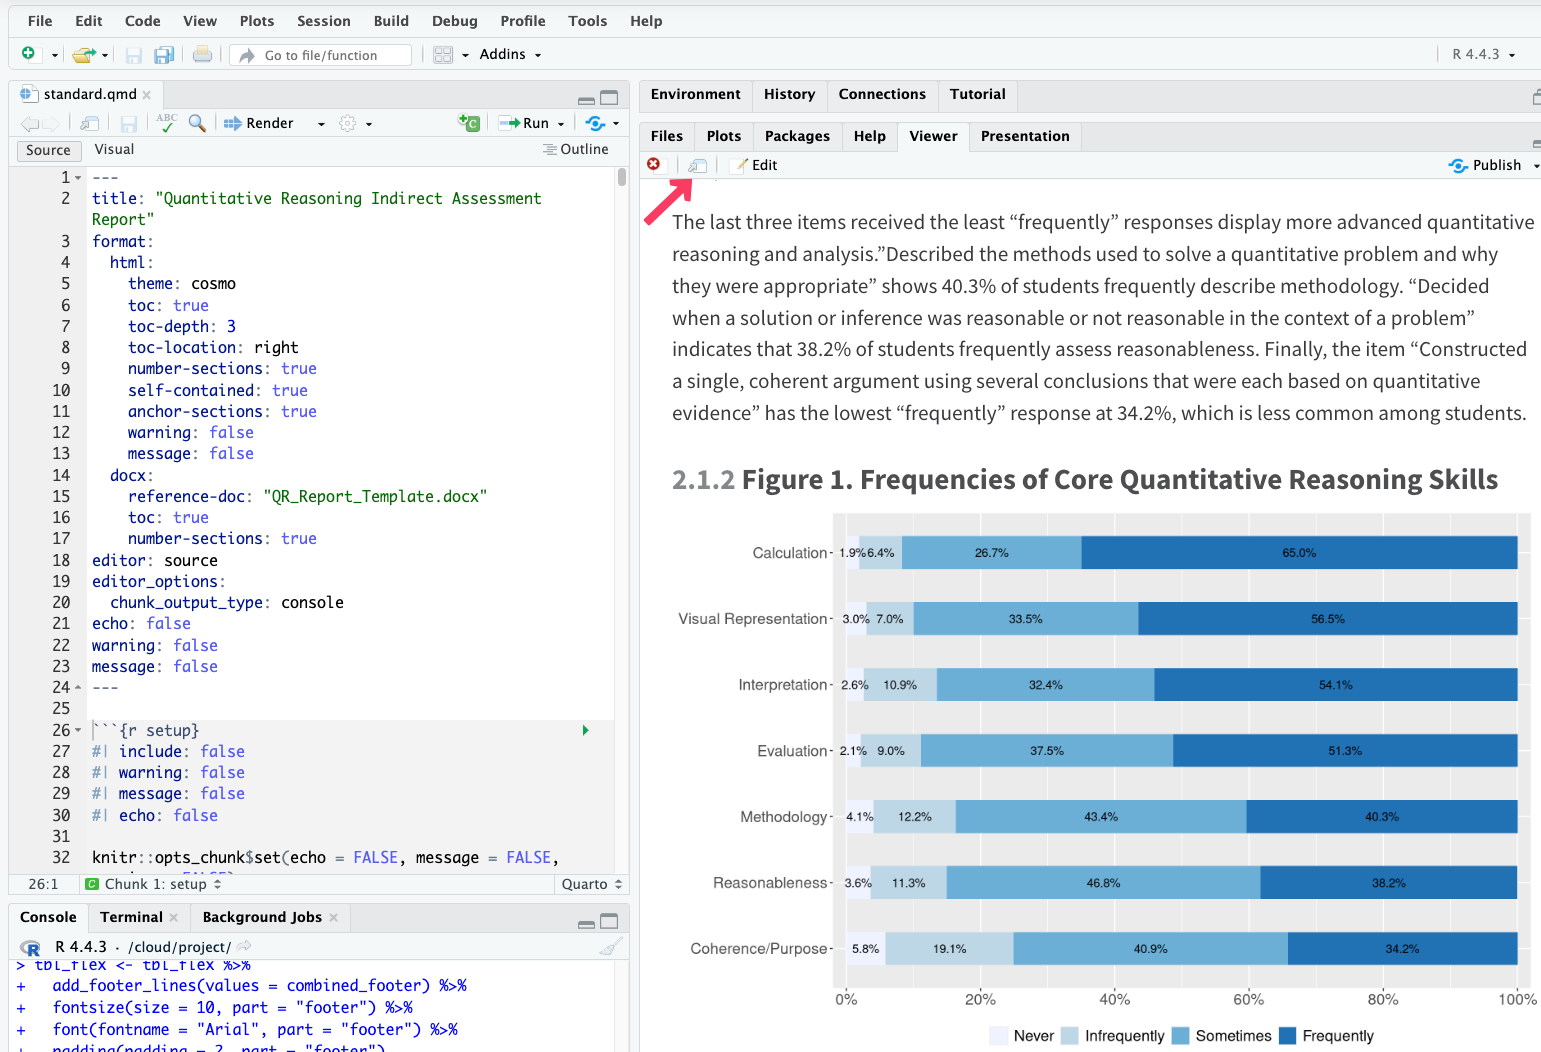 File Edit Code View Plots Session Build Debug Profile Tools Help
Go to file/function Addins R 4.4.3
standard.qmd
ABC Render Run
Source Visual Outline
1 ---
2 title: "Quantitative Reasoning Indirect Assessment
Report"
3 format:
4 html:
5 theme: cosmo
6 toc: true
7 toc-depth: 3
8 toc-location: right
9 number-sections: true
10 self-contained: true
11 anchor-sections: true
12 warning: false
13 message: false
14 docx:
15 reference-doc: "QR_Report_Template.docx"
16 toc: true
17 number-sections: true
18 editor: source
19 editor_options:
20 chunk_output_type: console
21 echo: false
22 warning: false
23 message: false
24 ---
25
26 ```{r setup}
27 #| include: false
28 #| warning: false
29 #| message: false
30 #| echo: false
31
32 knitr::opts_chunk$set(echo = FALSE, message = FALSE,
26:1 C Chunk 1: setup Quarto
Console Terminal Background Jobs
R R 4.4.3 · /cloud/project/
> tbl_flex <- tbl_flex %>%
+ add_footer_lines(values = combined_footer) %>%
+ fontsize(size = 10, part = "footer") %>%
+ font(fontname = "Arial", part = "footer") %>%
+ padding(padding = 2, part = "footer")
Environment History Connections Tutorial
Files Plots Packages Help Viewer Presentation
Edit Publish
The last three items received the least “frequently” responses display more advanced quantitative
reasoning and analysis.”Described the methods used to solve a quantitative problem and why
they were appropriate” shows 40.3% of students frequently describe methodology. “Decided
when a solution or inference was reasonable or not reasonable in the context of a problem”
indicates that 38.2% of students frequently assess reasonableness. Finally, the item “Constructed
a single, coherent argument using several conclusions that were each based on quantitative
evidence” has the lowest “frequently” response at 34.2%, which is less common among students.
2.1.2 Figure 1. Frequencies of Core Quantitative Reasoning Skills
Calculation 1.9% 6.4% 26.7% 65.0%
Visual Representation 3.0% 7.0% 33.5% 56.5%
Interpretation 2.6% 10.9% 32.4% 54.1%
Evaluation 2.1% 9.0% 37.5% 51.3%
Methodology 4.1% 12.2% 43.4% 40.3%
Reasonableness 3.6% 11.3% 46.8% 38.2%
Coherence/Purpose 5.8% 19.1% 40.9% 34.2%
0% 20% 40% 60% 80% 100%
Never Infrequently Sometimes Frequently